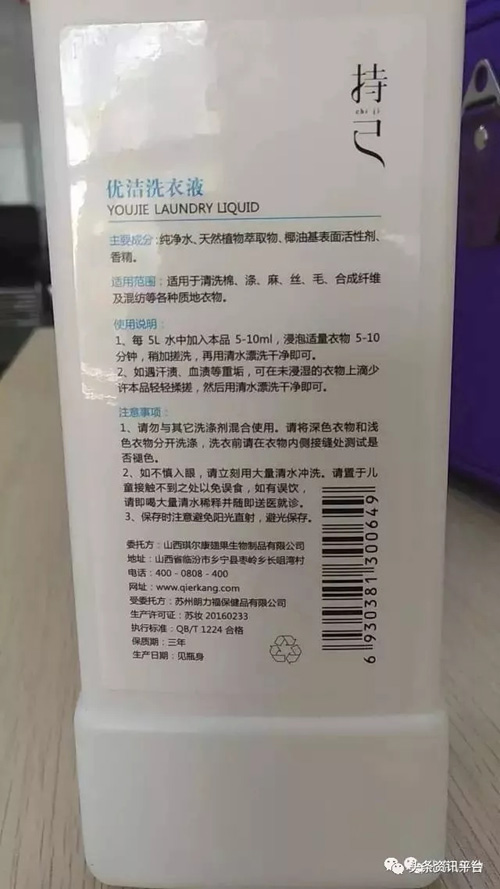 持己
chi ji
优洁洗衣液
YOUJIE LAUNDRY LIQUID
主要成分：纯净水、天然植物萃取物、椰油基表面活性剂、
香精。
适用范围：适用于清洗棉、涤、麻、丝、毛、合成纤维
及混纺等各种质地衣物。
使用说明：
1、每 5L 水中加入本品 5-10ml，浸泡适量衣物 5-10
分钟，稍加搓洗，再用清水漂洗干净即可。
2、如遇汗渍、血渍等重垢，可在未浸湿的衣物上滴少
许本品轻轻揉搓，然后用清水漂洗干净即可。
注意事项：
1、请勿与其它洗涤剂混合使用。请将深色衣物和浅
色衣物分开洗涤，洗衣前请在衣物内侧接缝处测试是
否褪色。
2、如不慎入眼，请立刻用大量清水冲洗。请置于儿
童接触不到之处以免误食，如有误饮，
请即喝大量清水稀释并随即送医就诊。
3、保存时注意避免阳光直射，避光保存。
委托方：山西琪尔康翅果生物制品有限公司
地址：山西省临汾市乡宁县枣岭乡长咀湾村
电话：400-0808-400
网址：www.qierkang.com
受委托方：苏州朗力福保健品有限公司
生产许可证：苏妆 20160233
执行标准：QB/T 1224 合格
保质期：三年
生产日期：见瓶身
6 930381 300649
头条资讯平台